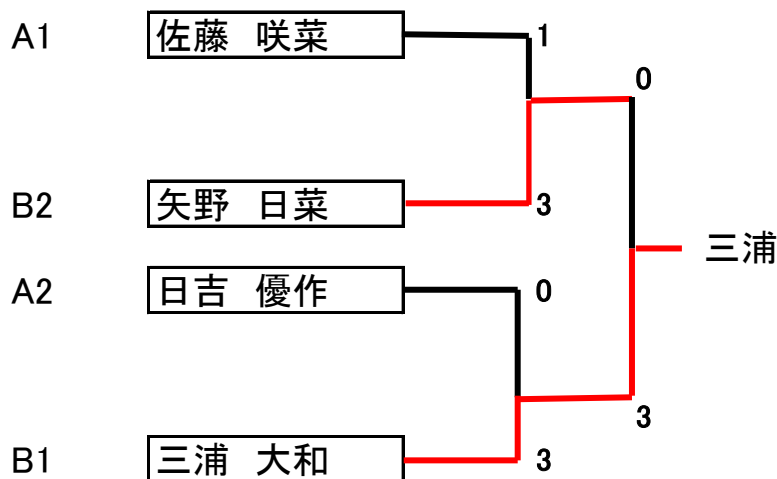 A1 佐藤 咲菜 1
0
B2 矢野 日菜 3
三浦
A2 日吉 優作 0
3
B1 三浦 大和 3